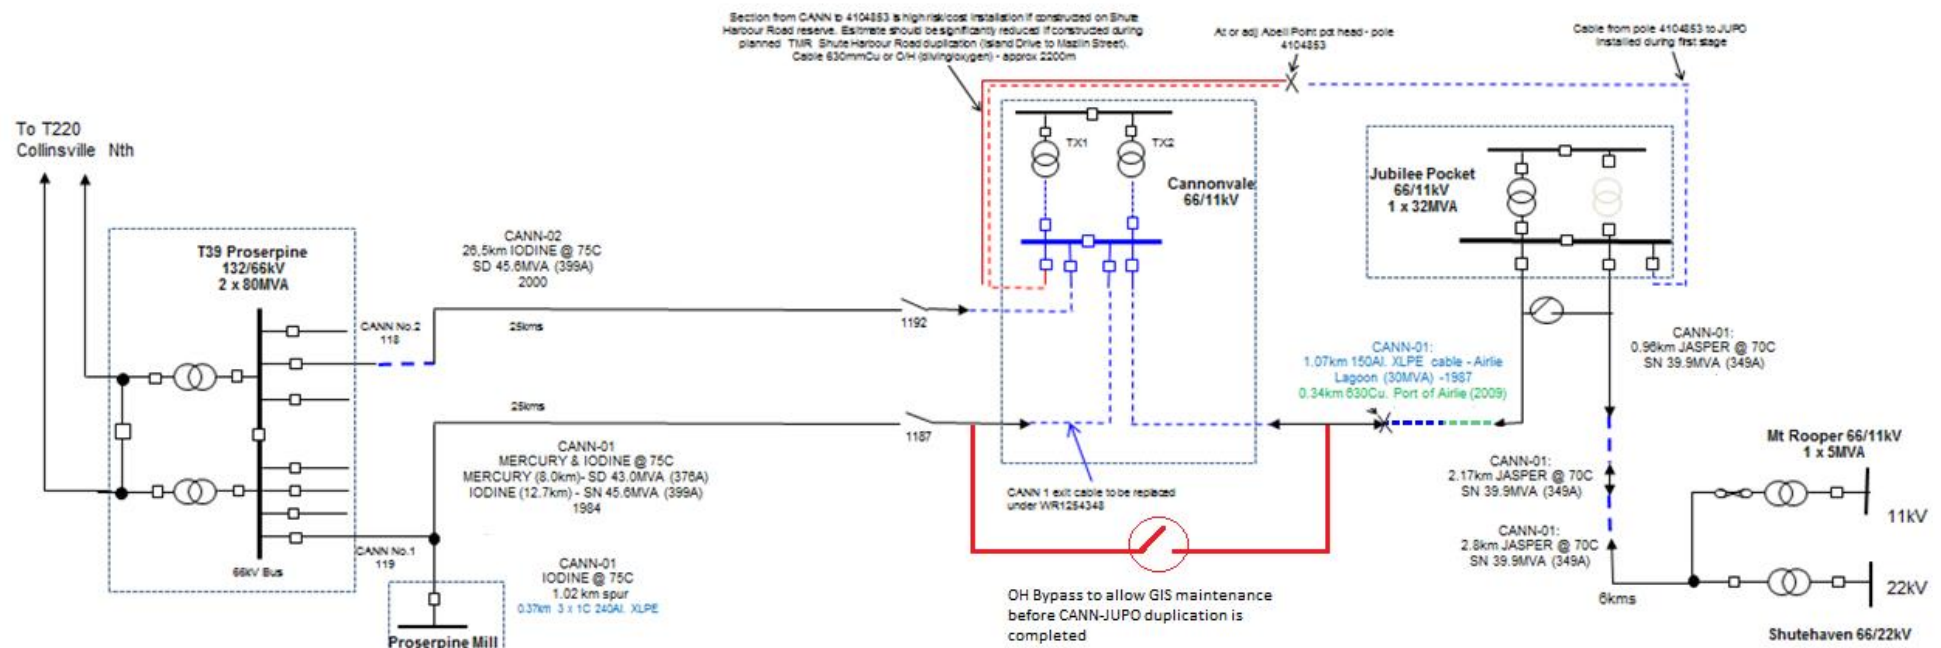 Section from CANN to 4104853 is high risk/cost installation if constructed on Shute
Harbour Road reserve. Esitmate should be significantly reduced if constructed during
planned TMR Shute Harbour Road duplication (Island Drive to Mazlin Street).
Cable 630mmCu or O/H (diving/oxygen) - approx 2200m
At or adj Abell Point pot head - pole
4104853
Cable from pole 4104853 to JUPO
installed during first stage
To T220
Collinsville Nth
TX1
TX2
Cannonvale
66/11kV
Jubilee Pocket
66/11kV
1 x 32MVA
T39 Proserpine
132/66kV
2 x 80MVA
CANN-02
26,5km IODINE @ 75C
SD 45.6MVA (399A)
2000
CANN No.2
118
25kms
1192
CANN-01:
1.07km 150Al. XLPE cable - Airlie
Lagoon (30MVA) -1987
0.34km 630Cu. Port of Airlie (2009)
CANN-01:
0.96km JASPER @ 70C
SN 39.9MVA (349A)
25kms
1187
CANN-01
MERCURY & IODINE @ 75C
MERCURY (8.0km)- SD 43.0MVA (376A)
IODINE (12.7km) - SN 45.6MVA (399A)
1984
CANN 1 exit cable to be replaced
under WR1254348
CANN-01:
2.17km JASPER @ 70C
SN 39.9MVA (349A)
CANN-01:
2.8km JASPER @ 70C
SN 39.9MVA (349A)
Mt Rooper 66/11kV
1 x 5MVA
11kV
22kV
6kms
Shutehaven 66/22kV
CANN No.1
119
66kV Bus
CANN-01
IODINE @ 75C
1.02 km spur
0.37km 3 x 1C 240Al. XLPE
Proserpine Mill
OH Bypass to allow GIS maintenance
before CANN-JUPO duplication is
completed